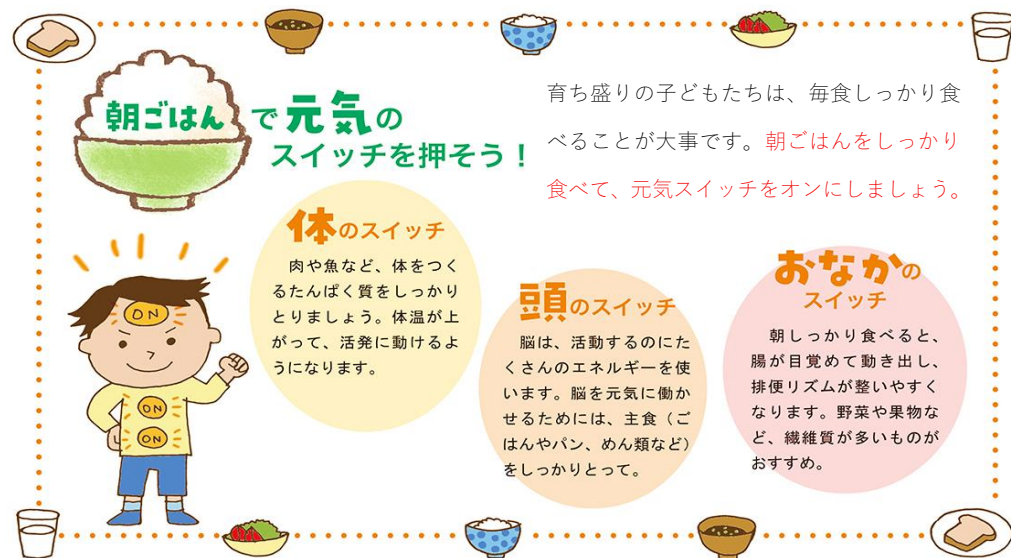 朝ごはんで元気の
スイッチを押そう！
育ち盛りの子どもたちは、毎食しっかり食
べることが大事です。朝ごはんをしっかり
食べて、元気スイッチをオンにしましょう。
体のスイッチ
肉や魚など、体をつく
るたんぱく質をしっかり
とりましょう。体温が上
がって、活発に動けるよ
うになります。
頭のスイッチ
脳は、活動するのにた
くさんのエネルギーを使
います。脳を元気に働か
せるためには、主食（ご
はんやパン、めん類など）
をしっかりとって。
おなかの
スイッチ
朝しっかり食べると、
腸が目覚めて動き出し、
排便リズムが整いやすく
なります。野菜や果物な
ど、繊維質が多いものが
おすすめ。
ON
ON
ON